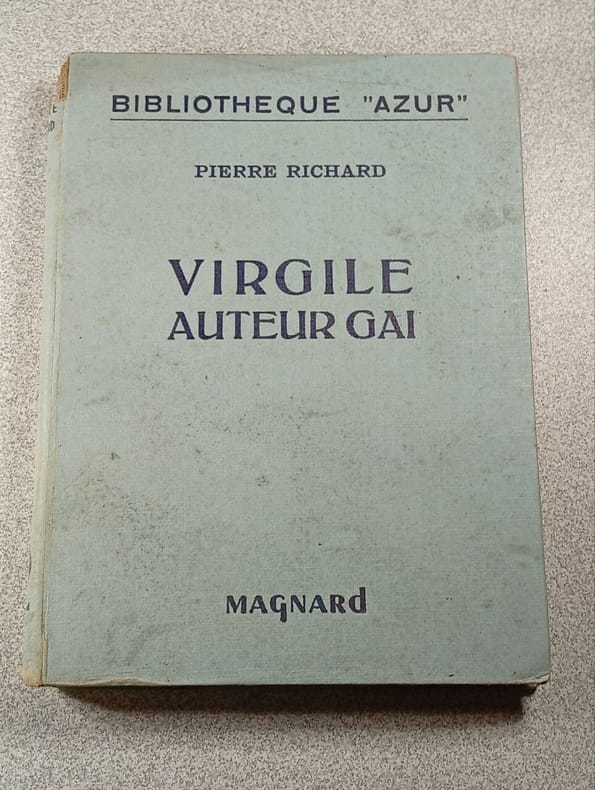 BIBLIOTHEQUE "AZUR"
PIERRE RICHARD
VIRGILE
AUTEUR GAI
MAGNARD